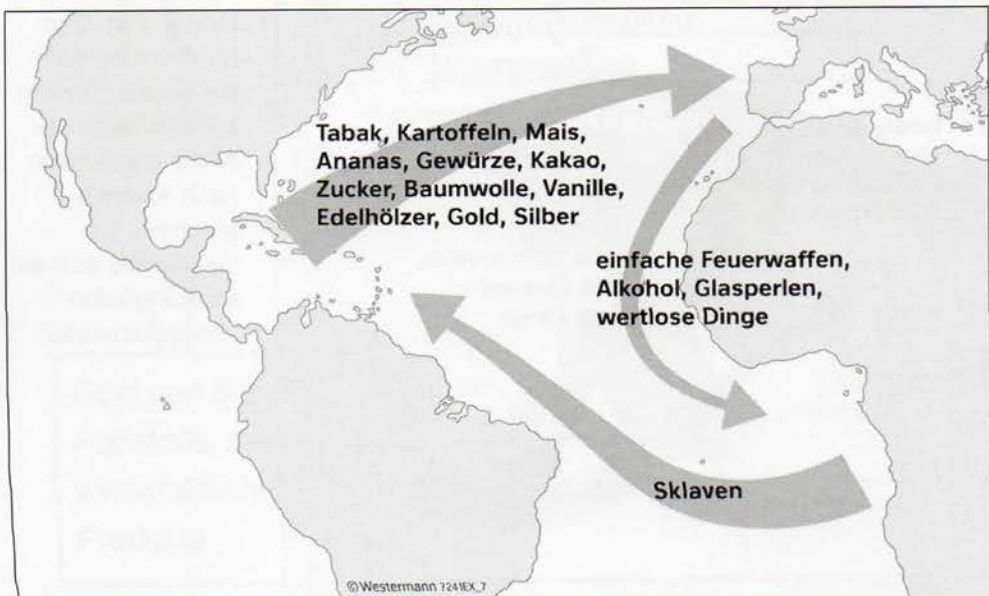 Tabak, Kartoffeln, Mais,
Ananas, Gewürze, Kakao,
Zucker, Baumwolle, Vanille,
Edelhölzer, Gold, Silber
einfache Feuerwaffen,
Alkohol, Glasperlen,
wertlose Dinge
Sklaven
©Westermann 7241EX_7